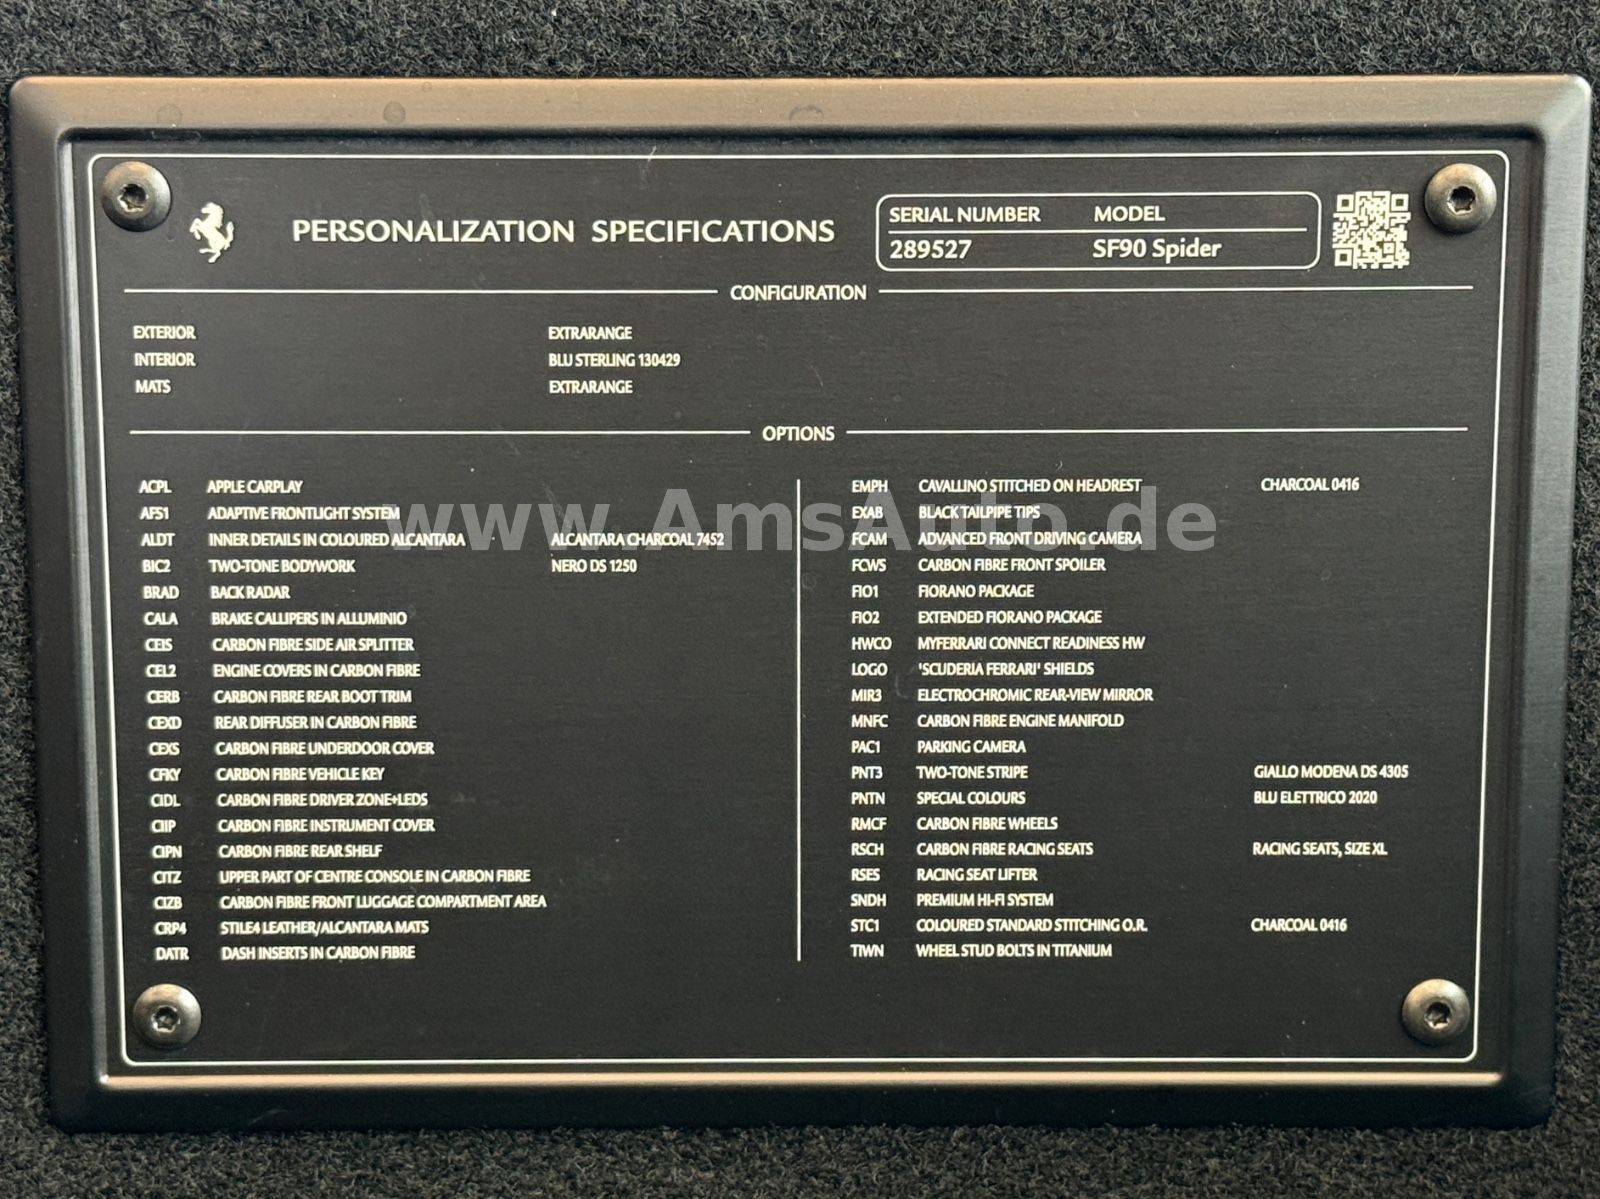 PERSONALIZATION SPECIFICATIONS
SERIAL NUMBER MODEL
289527 SF90 Spider
CONFIGURATION
EXTERIOR EXTRARANGE
INTERIOR BLU STERLING 130429
MATS EXTRARANGE
OPTIONS
ACPL APPLE CARPLAY
AFS1 ADAPTIVE FRONTLIGHT SYSTEM
ALDT INNER DETAILS IN COLOURED ALCANTARA ALCANTARA CHARCOAL 7452
BIC2 TWO-TONE BODYWORK NERO DS 1250
BRAD BACK RADAR
CALA BRAKE CALLIPERS IN ALLUMINIO
CEIS CARBON FIBRE SIDE AIR SPLITTER
CEL2 ENGINE COVERS IN CARBON FIBRE
CERB CARBON FIBRE REAR BOOT TRIM
CEXD REAR DIFFUSER IN CARBON FIBRE
CEXS CARBON FIBRE UNDERDOOR COVER
CFKY CARBON FIBRE VEHICLE KEY
CIDL CARBON FIBRE DRIVER ZONE+LEDS
CIIP CARBON FIBRE INSTRUMENT COVER
CIPN CARBON FIBRE REAR SHELF
CITZ UPPER PART OF CENTRE CONSOLE IN CARBON FIBRE
CIZB CARBON FIBRE FRONT LUGGAGE COMPARTMENT AREA
CRP4 STILE4 LEATHER/ALCANTARA MATS
DATR DASH INSERTS IN CARBON FIBRE
EMPH CAVALLINO STITCHED ON HEADREST CHARCOAL 0416
EXAB BLACK TAILPIPE TIPS
FCAM ADVANCED FRONT DRIVING CAMERA
FCWS CARBON FIBRE FRONT SPOILER
FIO1 FIORANO PACKAGE
FIO2 EXTENDED FIORANO PACKAGE
HWCO MYFERRARI CONNECT READINESS HW
LOGO 'SCUDERIA FERRARI' SHIELDS
MIR3 ELECTROCHROMIC REAR-VIEW MIRROR
MNFC CARBON FIBRE ENGINE MANIFOLD
PAC1 PARKING CAMERA
PNT3 TWO-TONE STRIPE GIALLO MODENA DS 4305
PNTN SPECIAL COLOURS BLU ELETTRICO 2020
RMCF CARBON FIBRE WHEELS
RSCH CARBON FIBRE RACING SEATS RACING SEATS, SIZE XL
RSES RACING SEAT LIFTER
SNDH PREMIUM HI-FI SYSTEM
STC1 COLOURED STANDARD STITCHING O.R. CHARCOAL 0416
TIWN WHEEL STUD BOLTS IN TITANIUM
www.AmsAuto.de